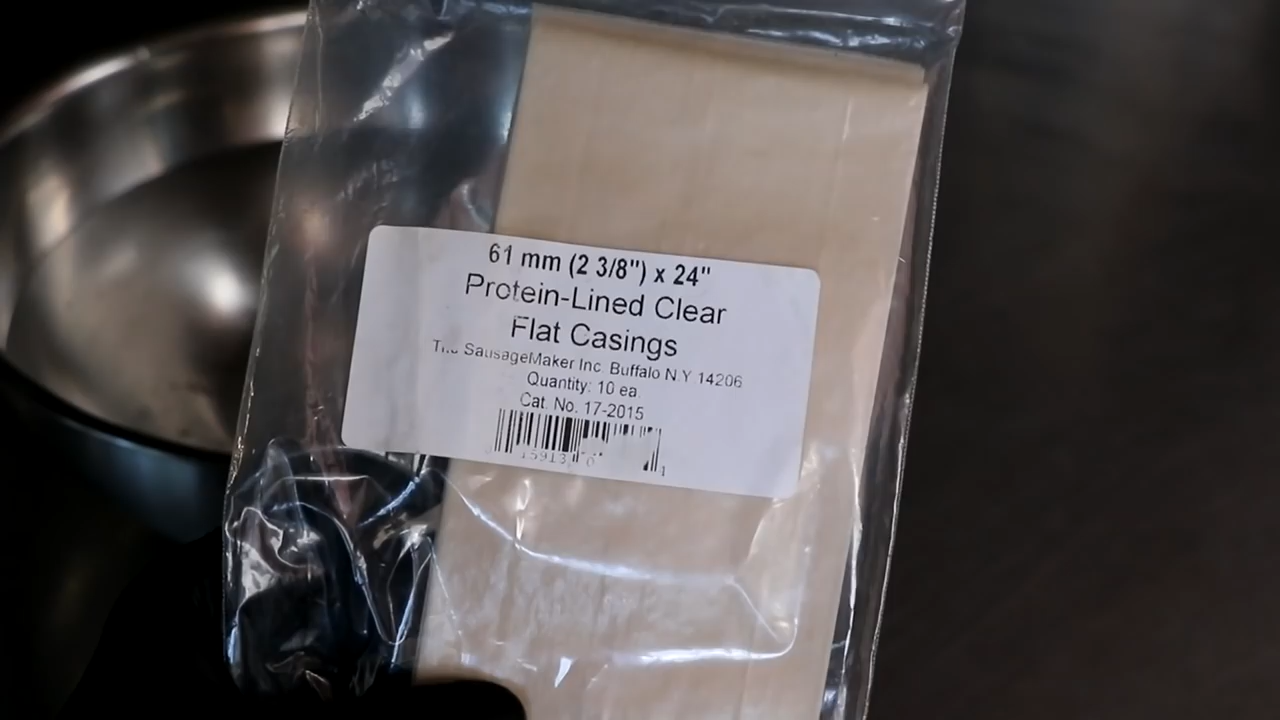 61 mm (2 3/8") x 24"
Protein-Lined Clear
Flat Casings
SausageMaker Inc. Buffalo N.Y 14206
Quantity: 10 ea.
Cat. No. 17-2015